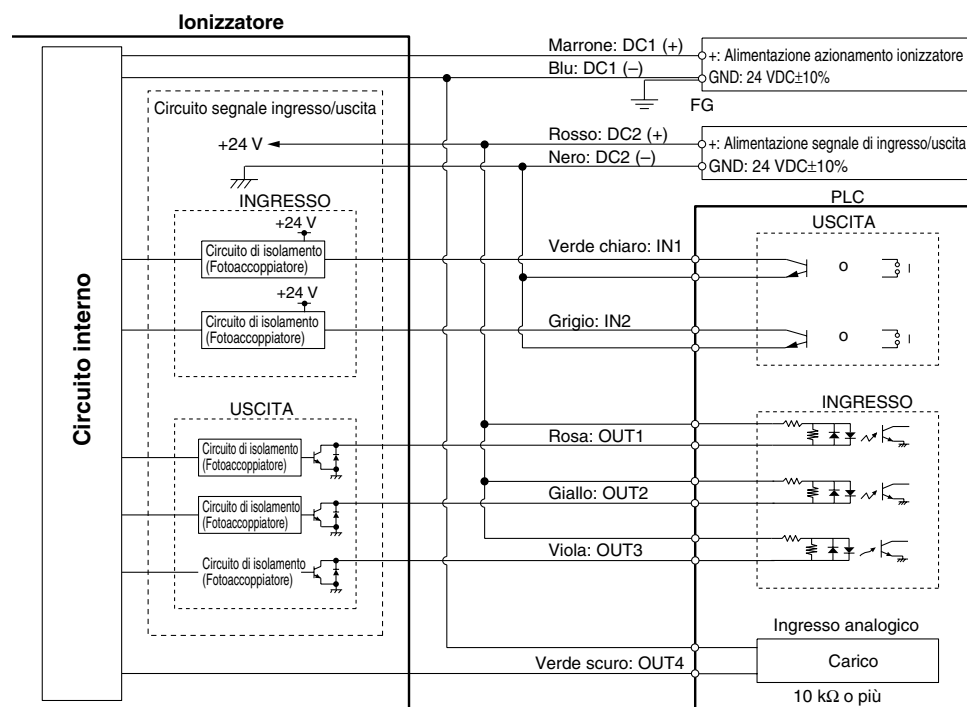 Ionizzatore
Marrone: DC1 (+)
+: Alimentazione azionamento ionizzatore
Blu: DC1 (–)
GND: 24 VDC±10%
FG
Circuito segnale ingresso/uscita
Rosso: DC2 (+)
+: Alimentazione segnale di ingresso/uscita
+24 V
Nero: DC2 (–)
GND: 24 VDC±10%
PLC
INGRESSO
USCITA
+24 V
Circuito di isolamento
(Fotoaccoppiatore)
Verde chiaro: IN1
o
+24 V
Circuito di isolamento
(Fotoaccoppiatore)
Grigio: IN2
o
Circuito interno
USCITA
INGRESSO
Circuito di isolamento
(Fotoaccoppiatore)
Rosa: OUT1
Circuito di isolamento
(Fotoaccoppiatore)
Giallo: OUT2
Circuito di isolamento
(Fotoaccoppiatore)
Viola: OUT3
Ingresso analogico
Verde scuro: OUT4
Carico
10 kΩ o più